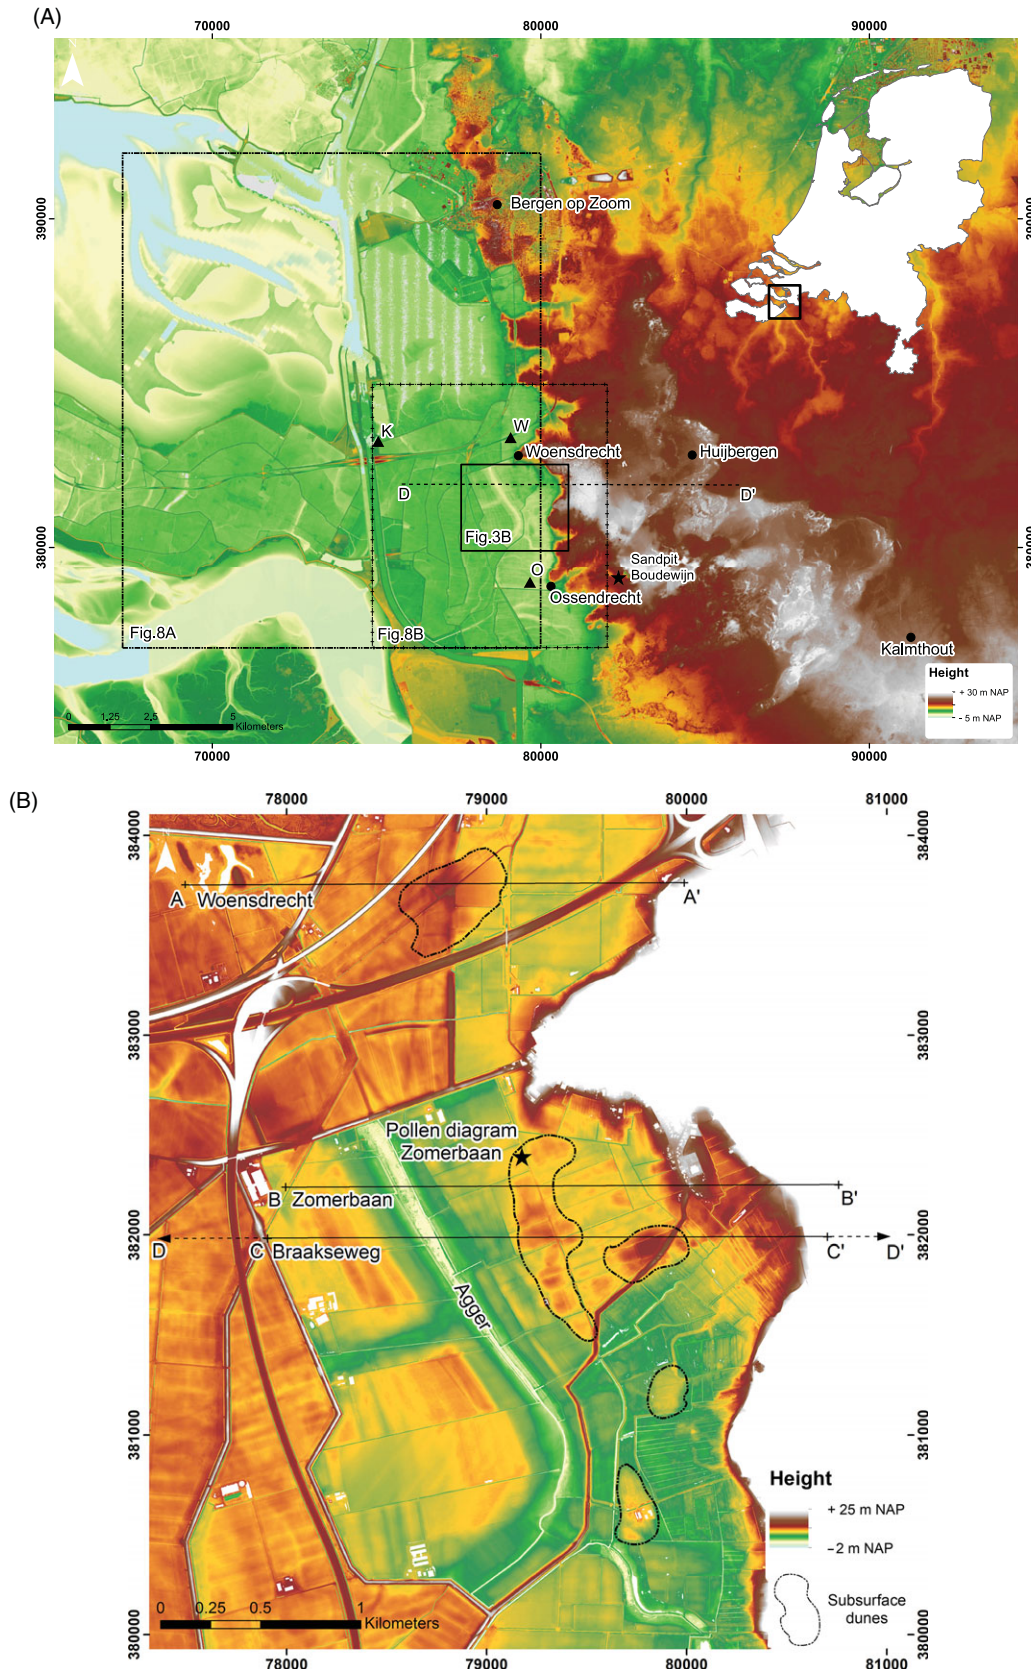 (A)
70000
80000
90000
390000
390000
Bergen op Zoom
K
W
Woensdrecht
Huijbergen
D
D'
Fig.3B
380000
380000
Sandpit
Boudewijn
O
Ossendrecht
Fig.8A
Fig.8B
Kalmthout
Height
+ 30 m NAP
- 5 m NAP
0
1,25
2,5
5
Kilometers
70000
80000
90000
(B)
78000
79000
80000
81000
384000
384000
A Woensdrecht
A'
383000
383000
Pollen diagram
Zomerbaan
B Zomerbaan
B'
382000
382000
D
C Braakseweg
C'
D'
Agger
381000
381000
Height
+ 25 m NAP
−2 m NAP
Subsurface
dunes
0
0.25
0.5
1
Kilometers
380000
380000
78000
79000
80000
81000